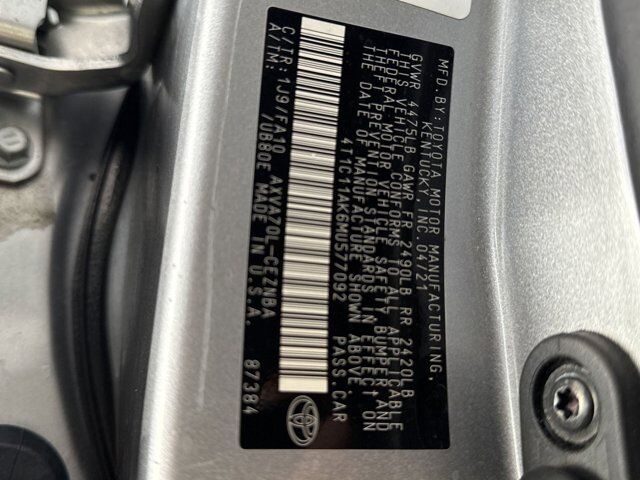 MFD.BY:TOYOTA MOTOR MANUFACTURING,
KENTUCKY, INC.04/21
GVWR 4475LB GAWR FR 2490LB RR 2420LB
THIS VEHICLE CONFORMS TO ALL APPLICABLE
FEDERAL MOTOR VEHICLE SAFETY BUMPER AND
THEFT PREVENTION STANDARDS IN EFFECT ON
THE DATE OF MANUFACTURE SHOWN ABOVE.
4T1C11AK6MU577092 PASS.CAR
C/TR:1J9/FA10 AXVA70L-CEZNBA
A/TM: /UB80E MADE IN U.S.A. 87384